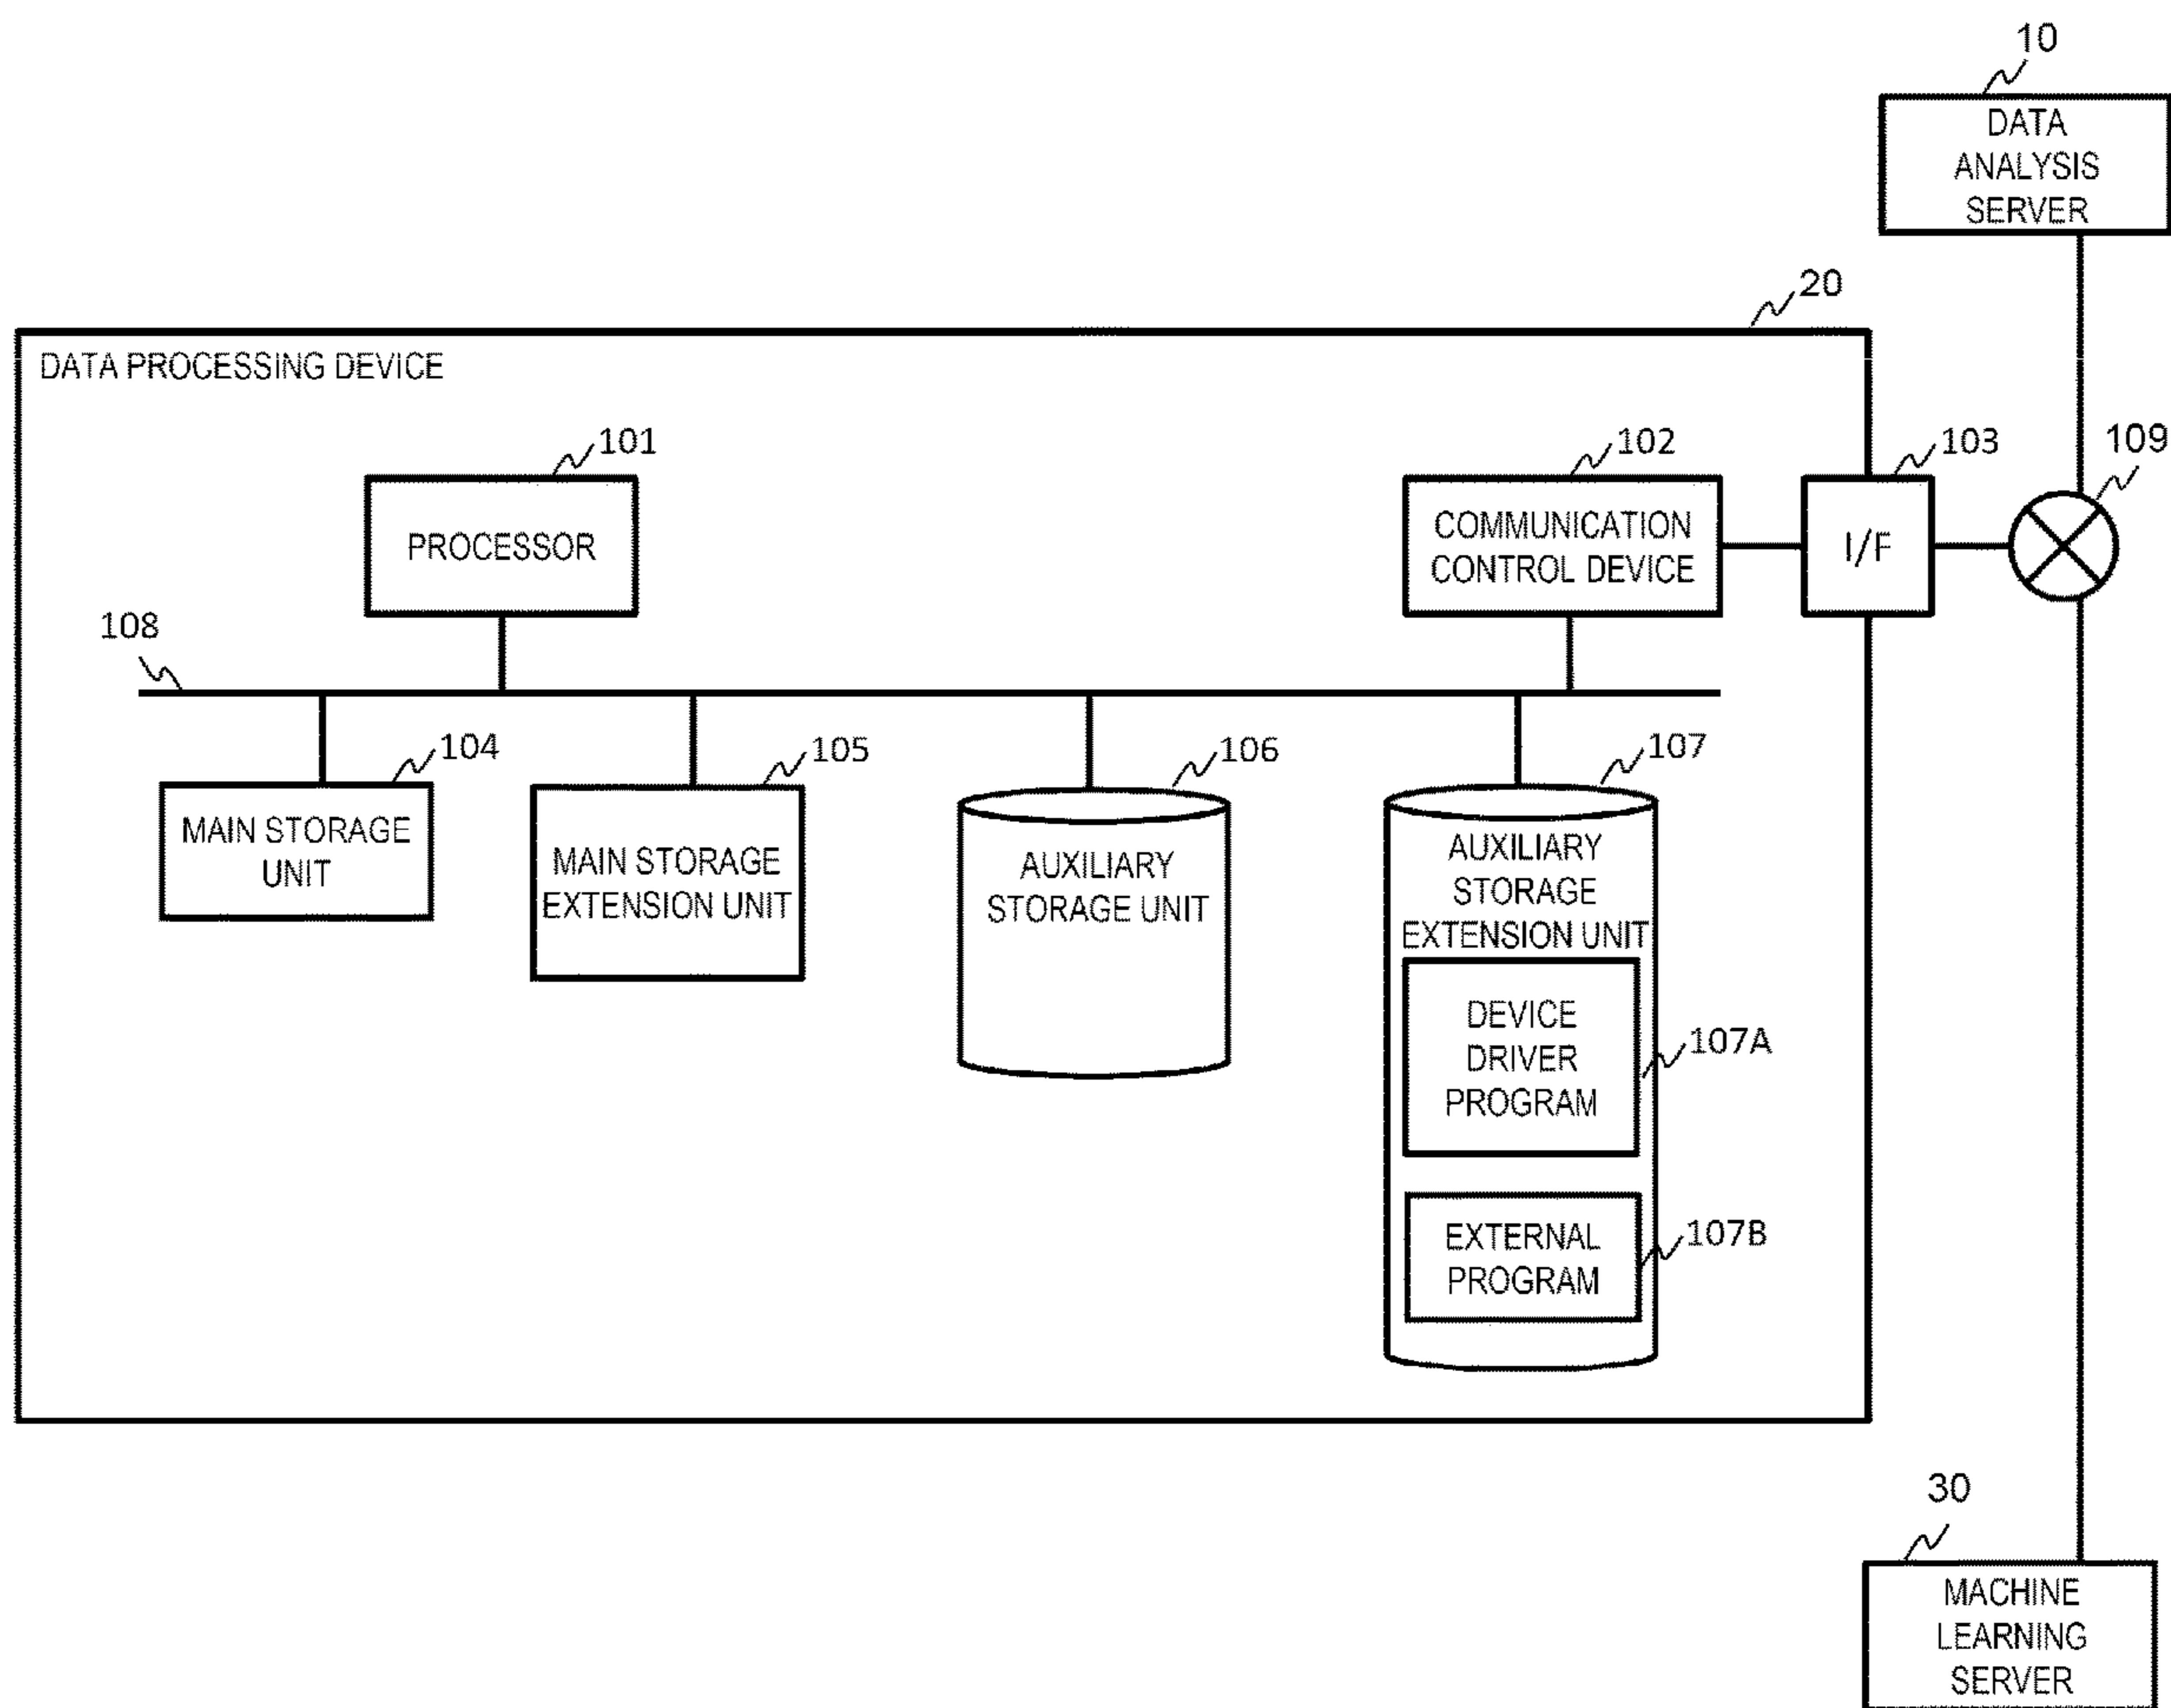 10
DATA
ANALYSIS
SERVER
20
DATA PROCESSING DEVICE
101
102
103
109
PROCESSOR
COMMUNICATION
CONTROL DEVICE
I/F
108
104
105
106
107
MAIN STORAGE
UNIT
MAIN STORAGE
EXTENSION UNIT
AUXILIARY
STORAGE UNIT
AUXILIARY
STORAGE
EXTENSION UNIT
DEVICE
DRIVER
PROGRAM
107A
EXTERNAL
PROGRAM
107B
30
MACHINE
LEARNING
SERVER